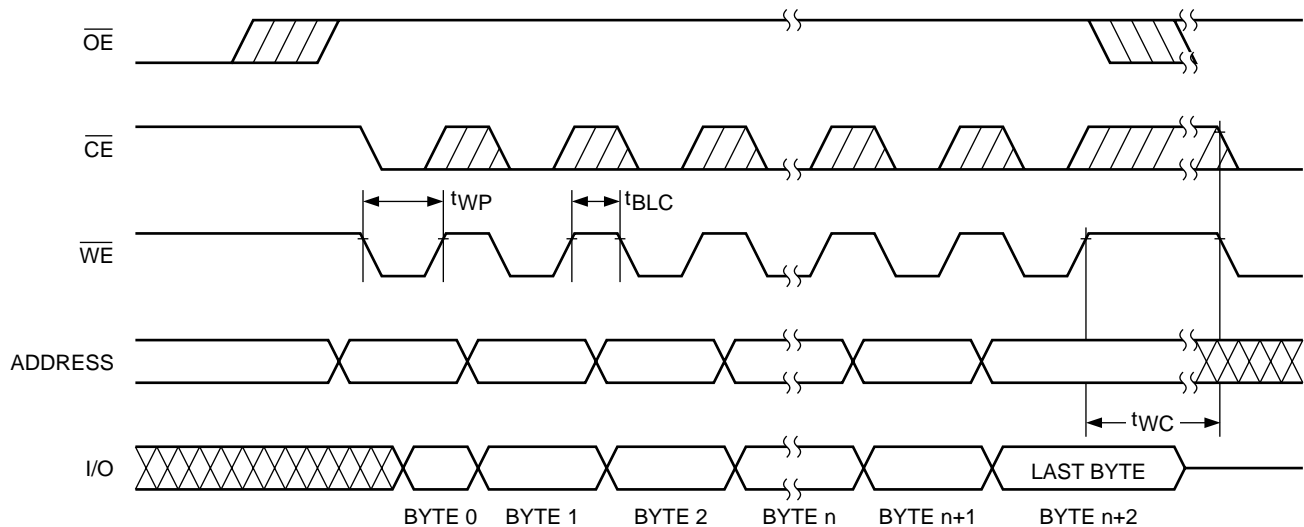 OE
CE
tWP
tBLC
WE
ADDRESS
tWC
I/O
LAST BYTE
BYTE 0 BYTE 1 BYTE 2 BYTE n BYTE n+1 BYTE n+2